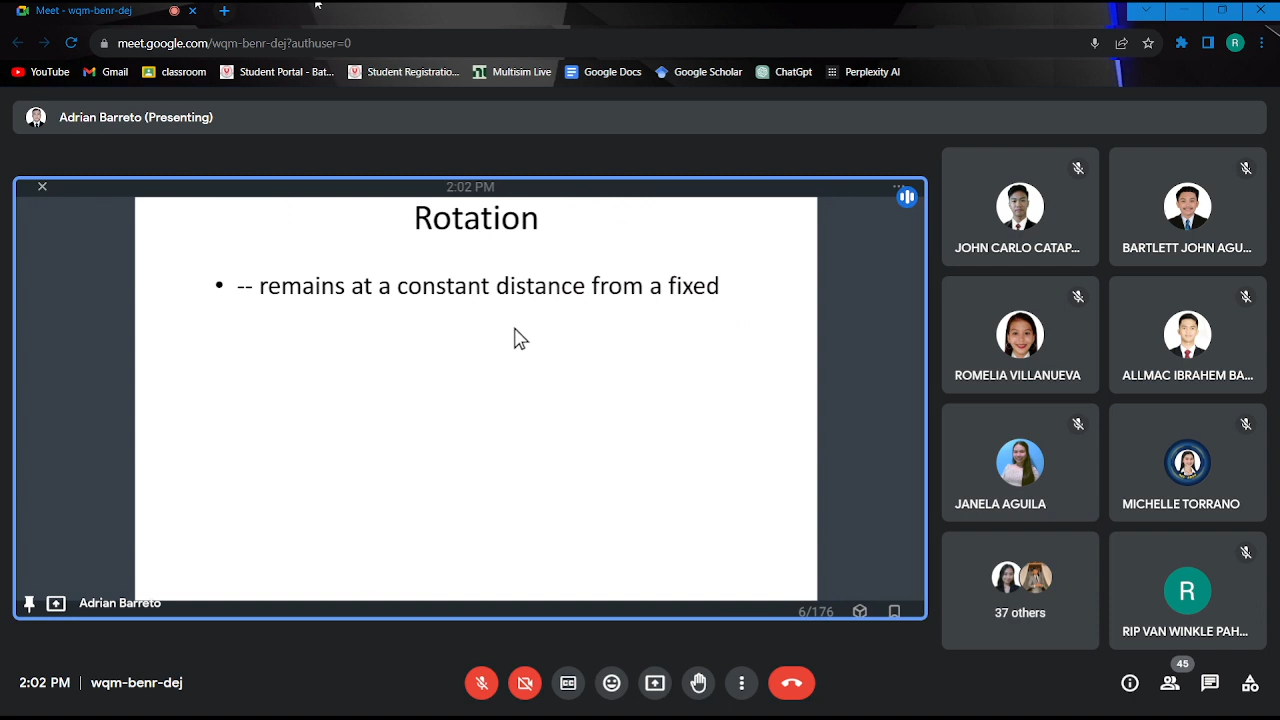 Meet - wqm-benr-dej
meet.google.com/wqm-benr-dej?authuser=0
R
YouTube
Gmail
classroom
Student Portal - Bat...
Student Registratio...
Multisim Live
Google Docs
Google Scholar
ChatGpt
Perplexity AI
Adrian Barreto (Presenting)
2:02 PM
Rotation
• -- remains at a constant distance from a fixed
Adrian Barreto
6/176
JOHN CARLO CATAP...
BARTLETT JOHN AGU...
ROMELIA VILLANUEVA
ALLMAC IBRAHEM BA...
JANELA AGUILA
MICHELLE TORRANO
37 others
R
RIP VAN WINKLE PAH...
2:02 PM | wqm-benr-dej
45